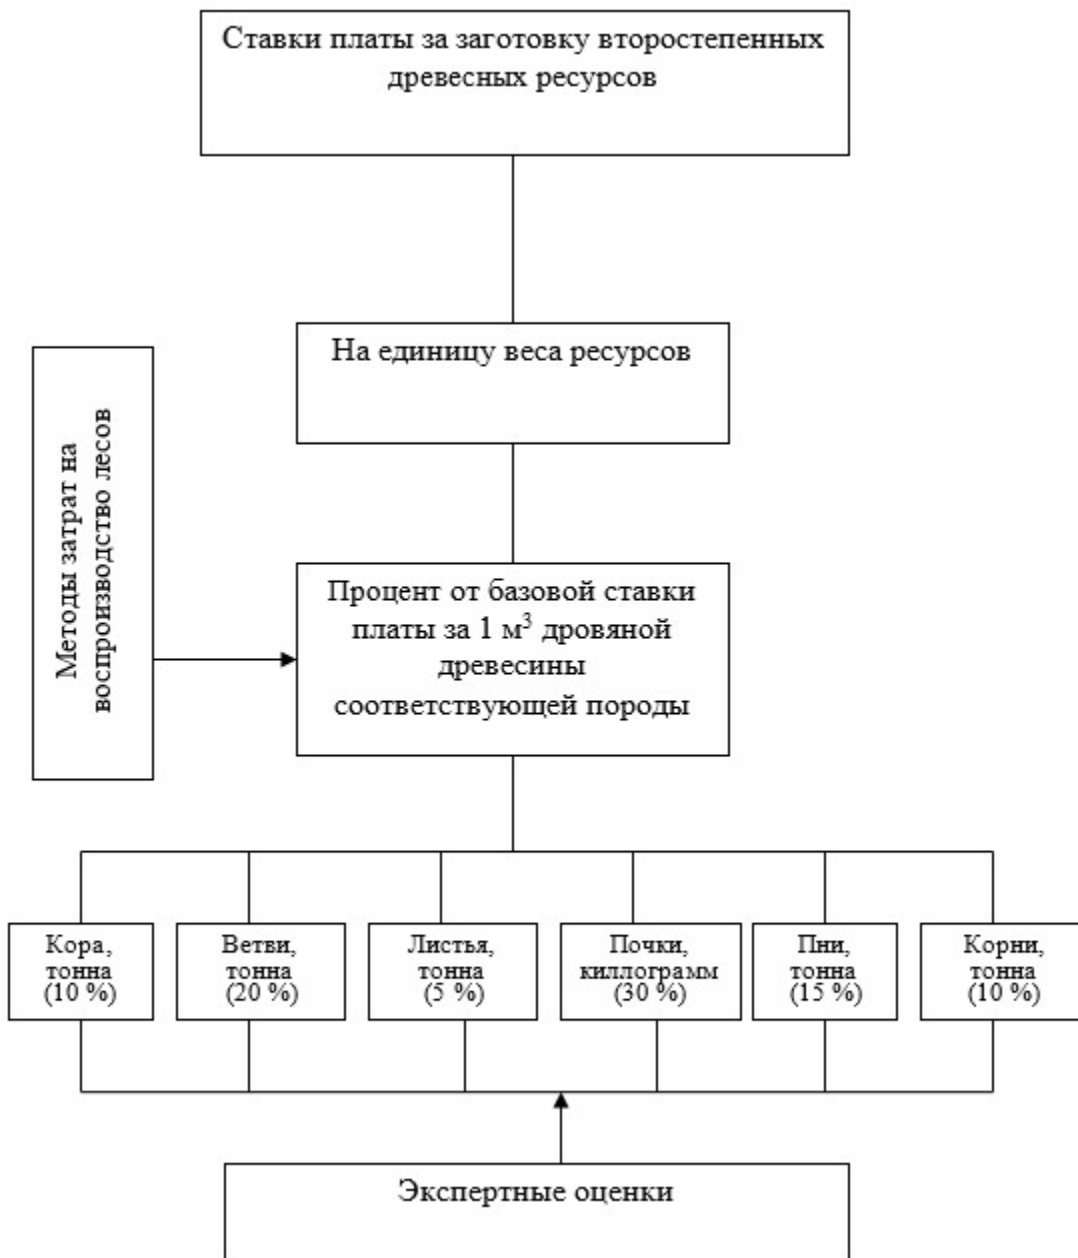 Ставки платы за заготовку второстепенных
древесных ресурсов
На единицу веса ресурсов
Методы затрат на
воспроизводство лесов
Процент от базовой ставки
платы за 1 м³ дровяной
древесины
соответствующей породы
Кора,
тонна
(10 %)
Ветви,
тонна
(20 %)
Листья,
тонна
(5 %)
Почки,
киллограмм
(30 %)
Пни,
тонна
(15 %)
Корни,
тонна
(10 %)
Экспертные оценки